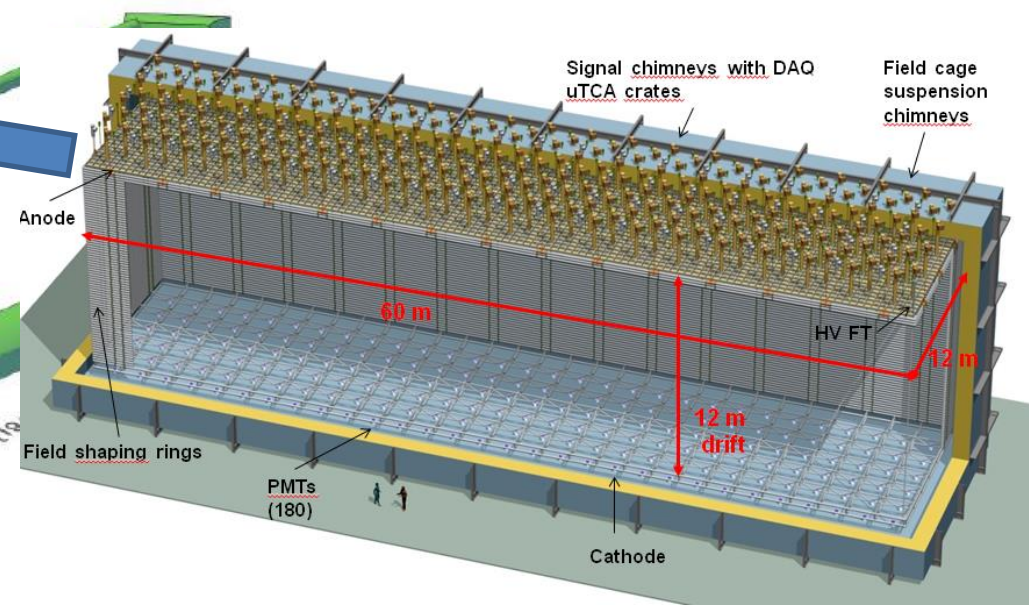 Signal chimneys with DAQ
uTCA crates
Field cage
suspension
chimneys
Anode
60 m
HV FT
12 m
12 m
drift
Field shaping rings
PMTs
(180)
Cathode